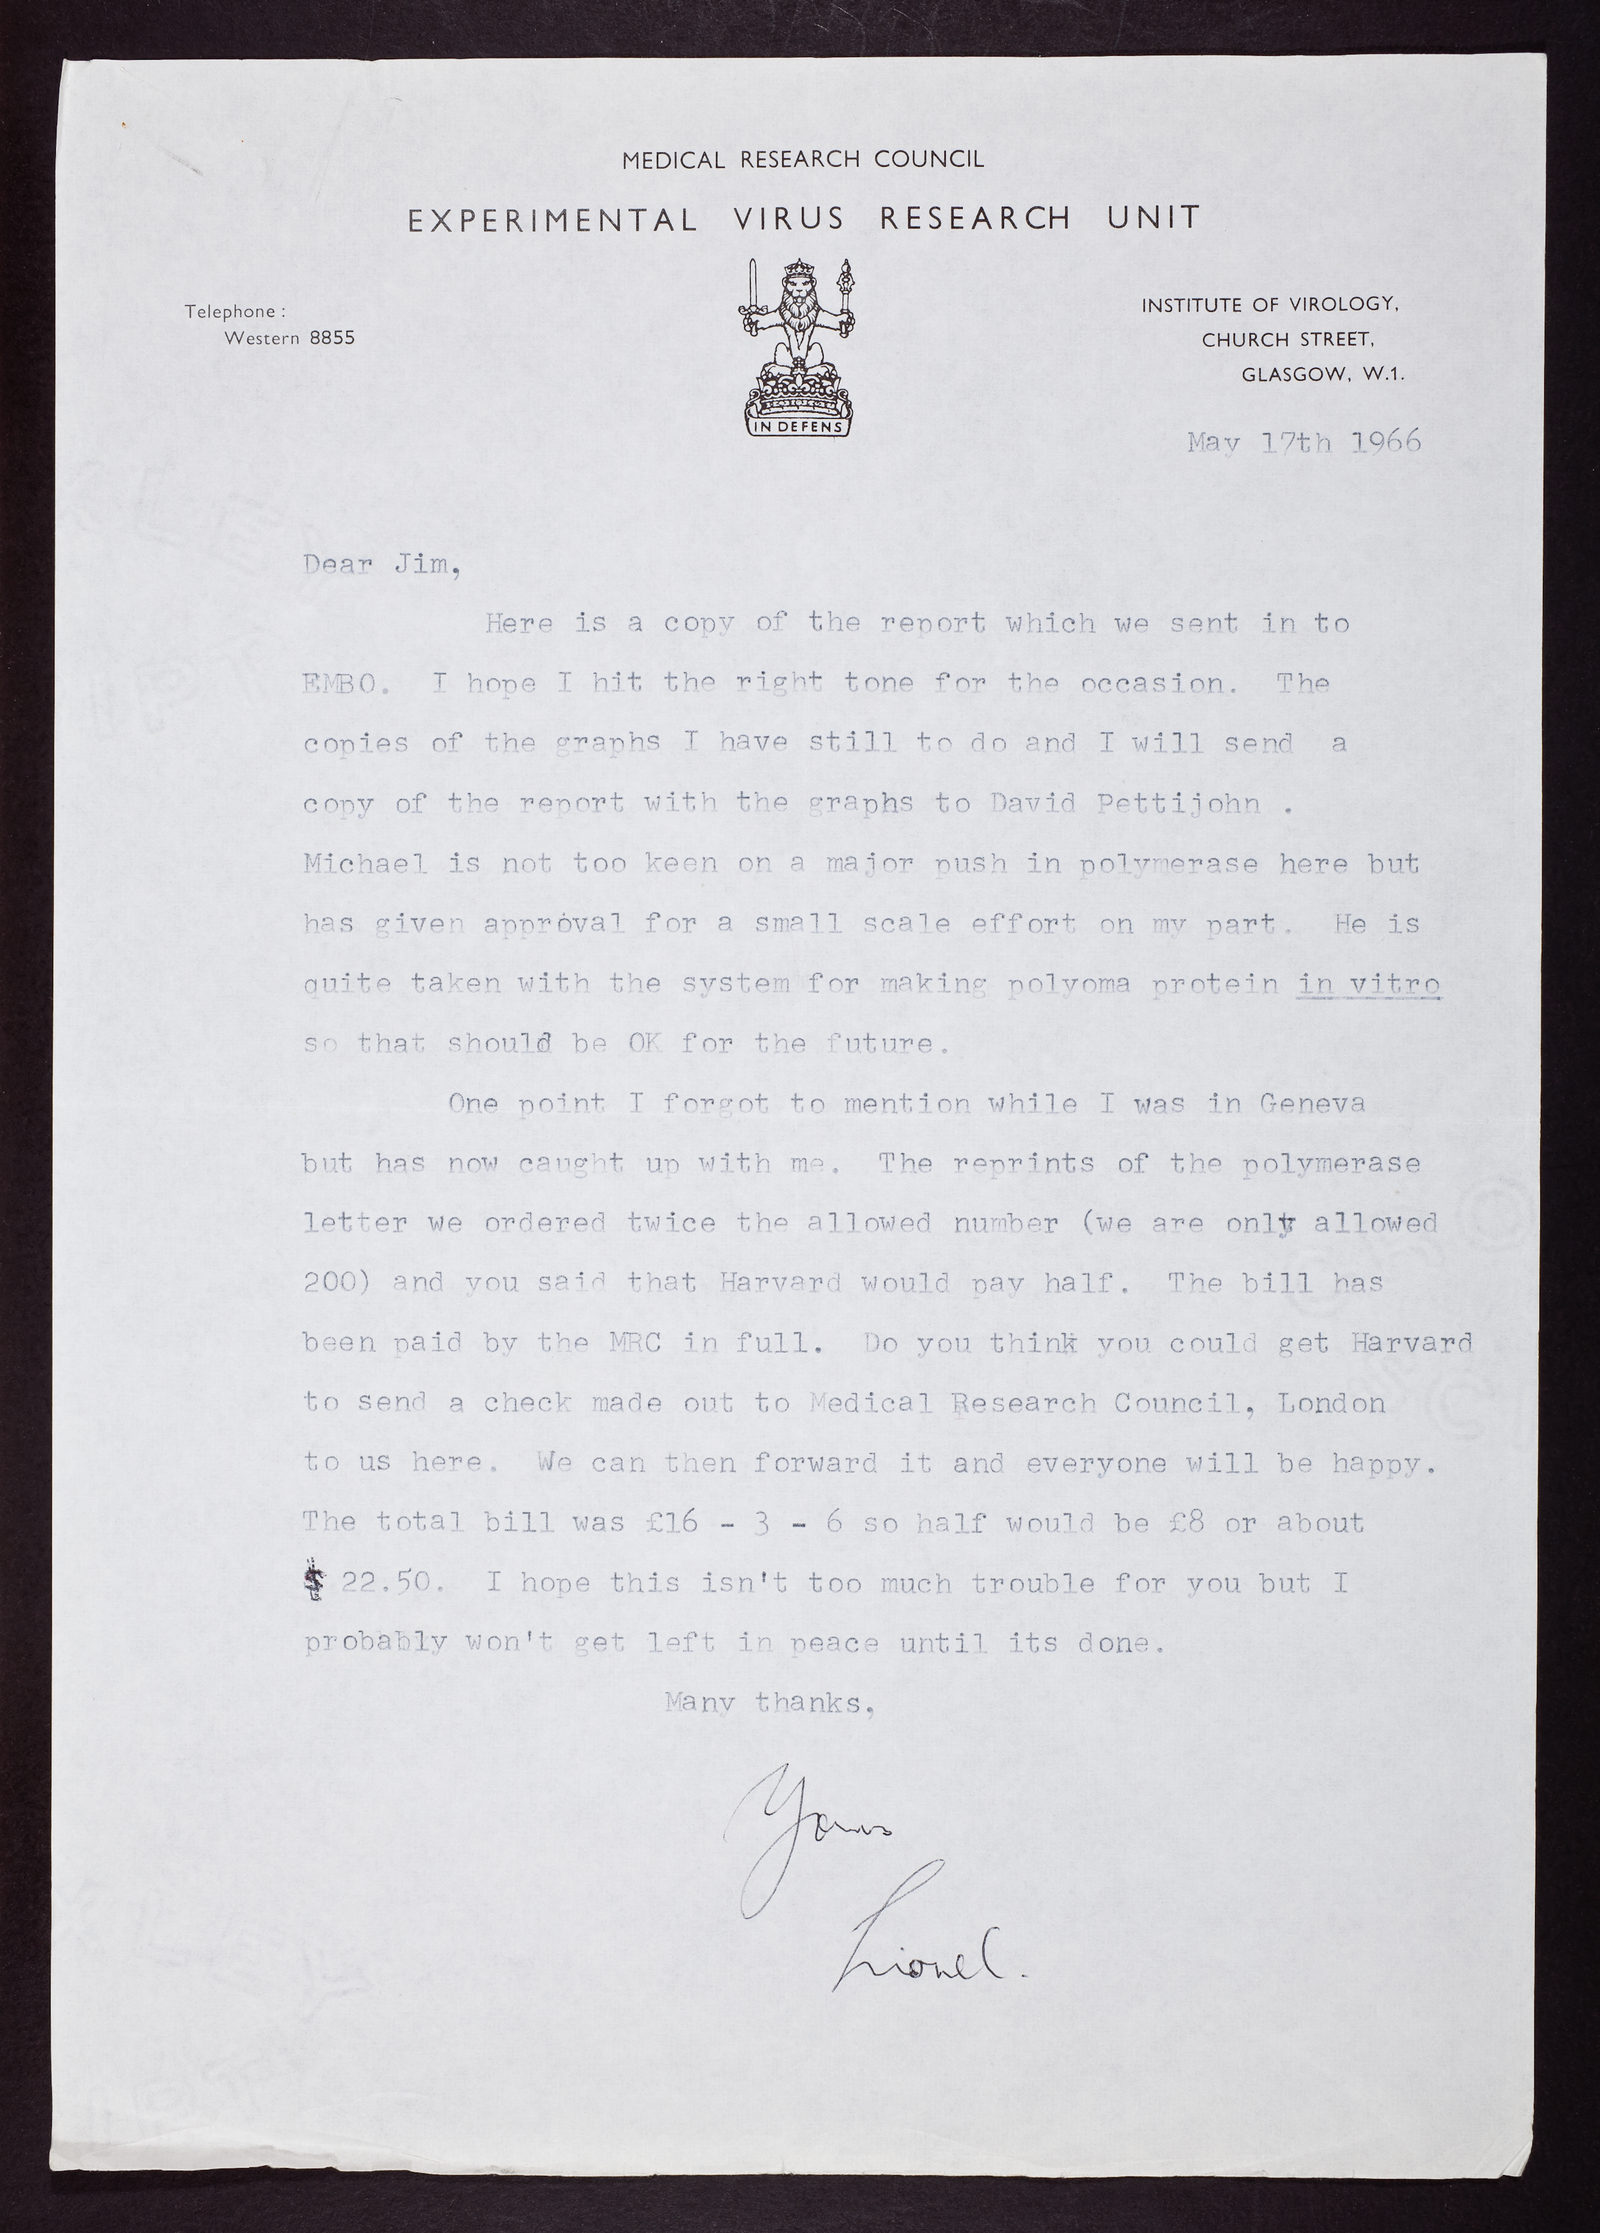 MEDICAL RESEARCH COUNCIL
EXPERIMENTAL VIRUS RESEARCH UNIT
Telephone :
Western 8855
IN DEFENS
INSTITUTE OF VIROLOGY,
CHURCH STREET,
GLASGOW, W.1.
May 17th 1966
Dear Jim,
Here is a copy of the report which we sent in to
EMBO. I hope I hit the right tone for the occasion. The
copies of the graphs I have still to do and I will send a
copy of the report with the graphs to David Pettijohn .
Michael is not too keen on a major push in polymerase here but
has given approval for a small scale effort on my part. He is
quite taken with the system for making polyoma protein in vitro
so that should be OK for the future.
One point I forgot to mention while I was in Geneva
but has now caught up with me. The reprints of the polymerase
letter we ordered twice the allowed number (we are only allowed
200) and you said that Harvard would pay half. The bill has
been paid by the MRC in full. Do you think you could get Harvard
to send a check made out to Medical Research Council, London
to us here. We can then forward it and everyone will be happy.
The total bill was £16 - 3 - 6 so half would be £8 or about
$ 22.50. I hope this isn't too much trouble for you but I
probably won't get left in peace until its done.
Many thanks,
Yours
Lionel.